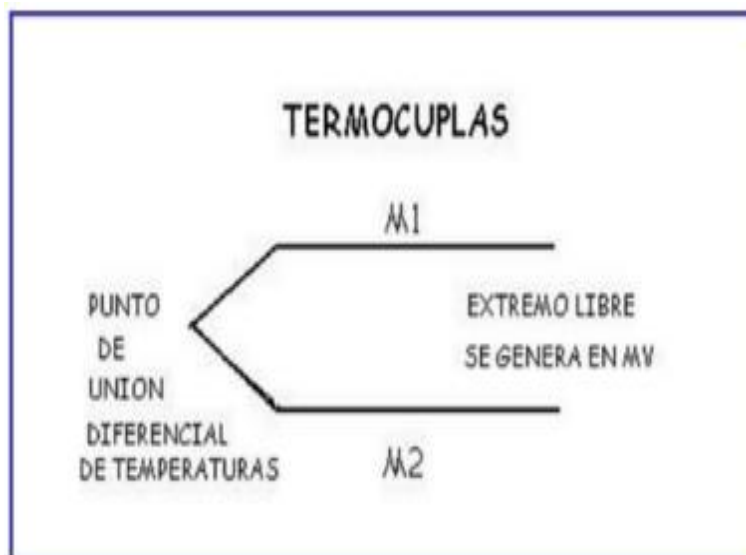 TERMOCUPLAS
M1
PUNTO
DE
UNION
DIFERENCIAL
DE TEMPERATURAS
EXTREMO LIBRE
SE GENERA EN MV
M2